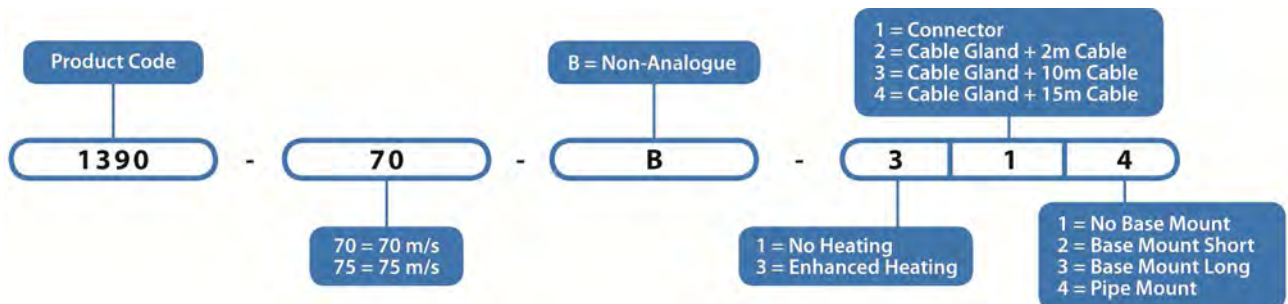 Product Code
B = Non-Analogue
1 = Connector
2 = Cable Gland + 2m Cable
3 = Cable Gland + 10m Cable
4 = Cable Gland + 15m Cable
1390 - 70 - B - 3 1 4
70 = 70 m/s
75 = 75 m/s
1 = No Heating
3 = Enhanced Heating
1 = No Base Mount
2 = Base Mount Short
3 = Base Mount Long
4 = Pipe Mount